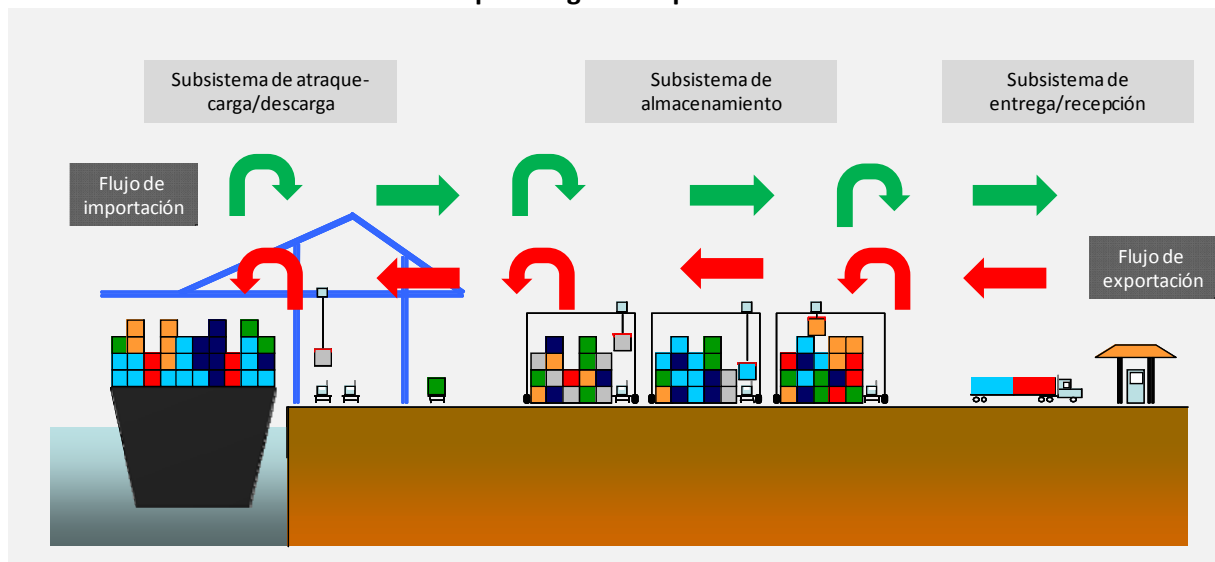 Subsistema de atraque-
carga/descarga
Subsistema de
almacenamiento
Subsistema de
entrega/recepción
Flujo de
importación
Flujo de
exportación